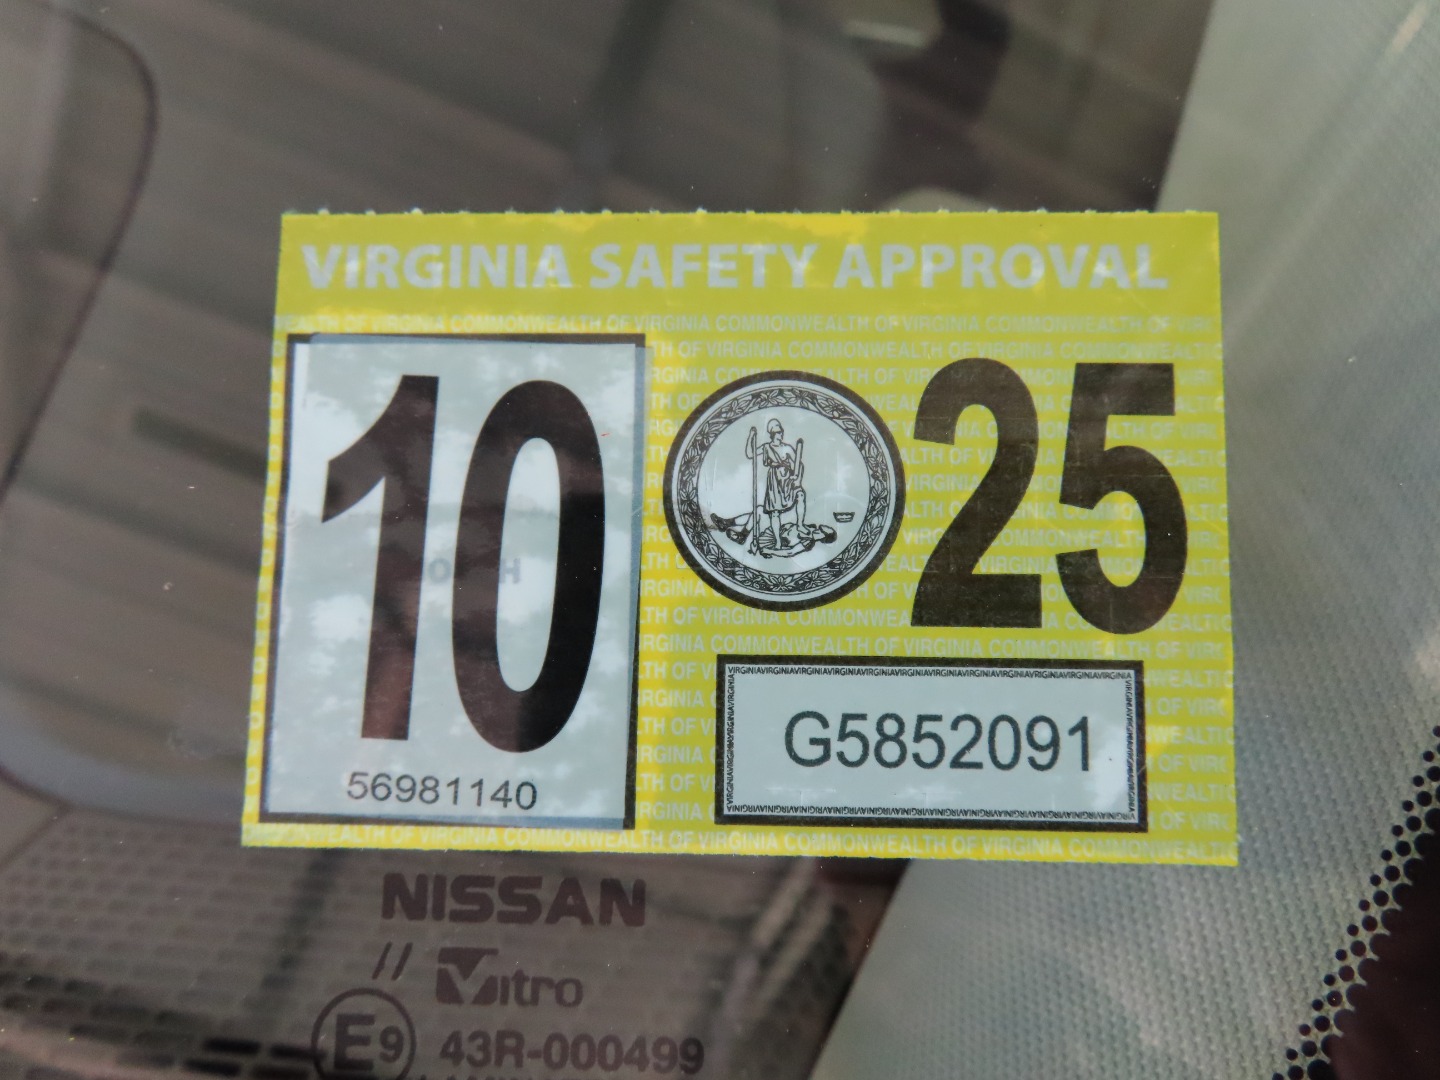 VIRGINIA SAFETY APPROVAL
10
25
56981140
G5852091
NISSAN
// Vitro
E9 43R-000499